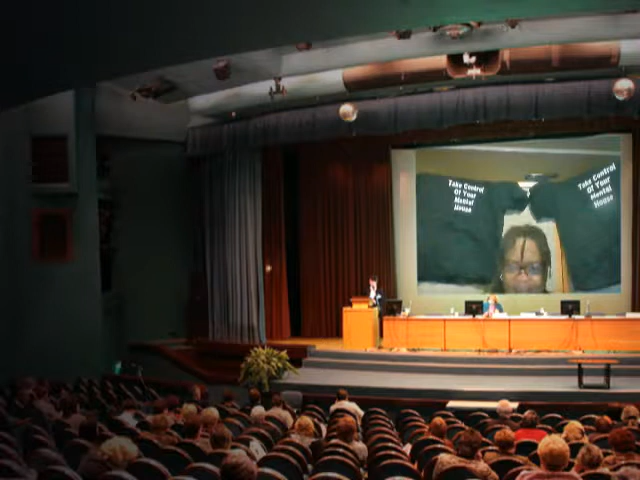 Take Control
Of Your
Mental
House
Take Control
Of Your
Mental
House